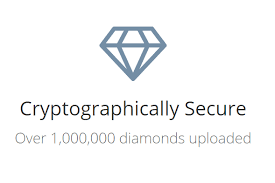 Cryptographically Secure
Over 1,000,000 diamonds uploaded